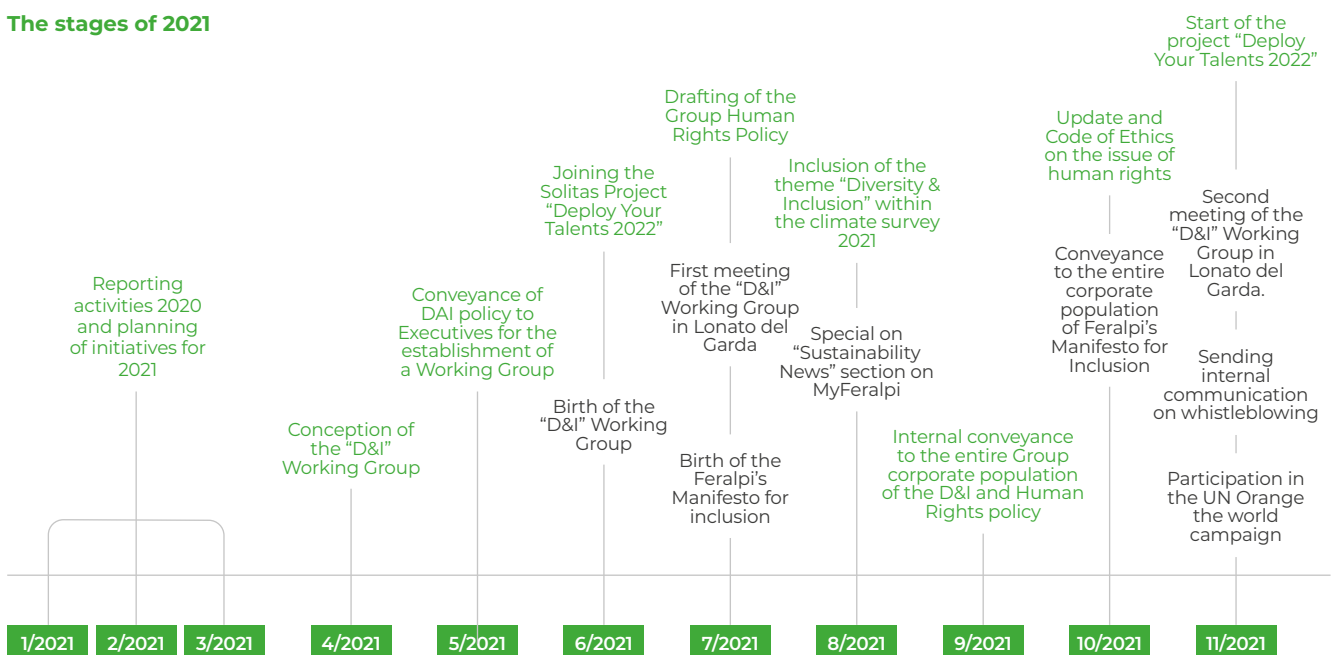 The stages of 2021
Reporting
activities 2020
and planning
of initiatives for
2021
Conception of
the “D&I”
Working Group
Conveyance of
DAI policy to
Executives for the
establishment of
a Working Group
Joining the
Solitas Project
“Deploy Your
Talents 2022”
Birth of the
“D&I” Working
Group
Drafting of the
Group Human
Rights Policy
First meeting
of the “D&I”
Working Group
in Lonato del
Garda
Birth of the
Feralpi’s
Manifesto for
inclusion
Inclusion of the
theme “Diversity &
Inclusion” within
the climate survey
2021
Special on
“Sustainability
News” section on
MyFeralpi
Internal conveyance
to the entire Group
corporate population
of the D&I and Human
Rights policy
Update and
Code of Ethics
on the issue of
human rights
Conveyance
to the entire
corporate
population
of Feralpi’s
Manifesto for
Inclusion
Start of the
project “Deploy
Your Talents 2022”
Second
meeting of the
“D&I” Working
Group in
Lonato del
Garda.
Sending
internal
communication
on whistleblowing
Participation in
the UN Orange
the world
campaign
1/2021
2/2021
3/2021
4/2021
5/2021
6/2021
7/2021
8/2021
9/2021
10/2021
11/2021